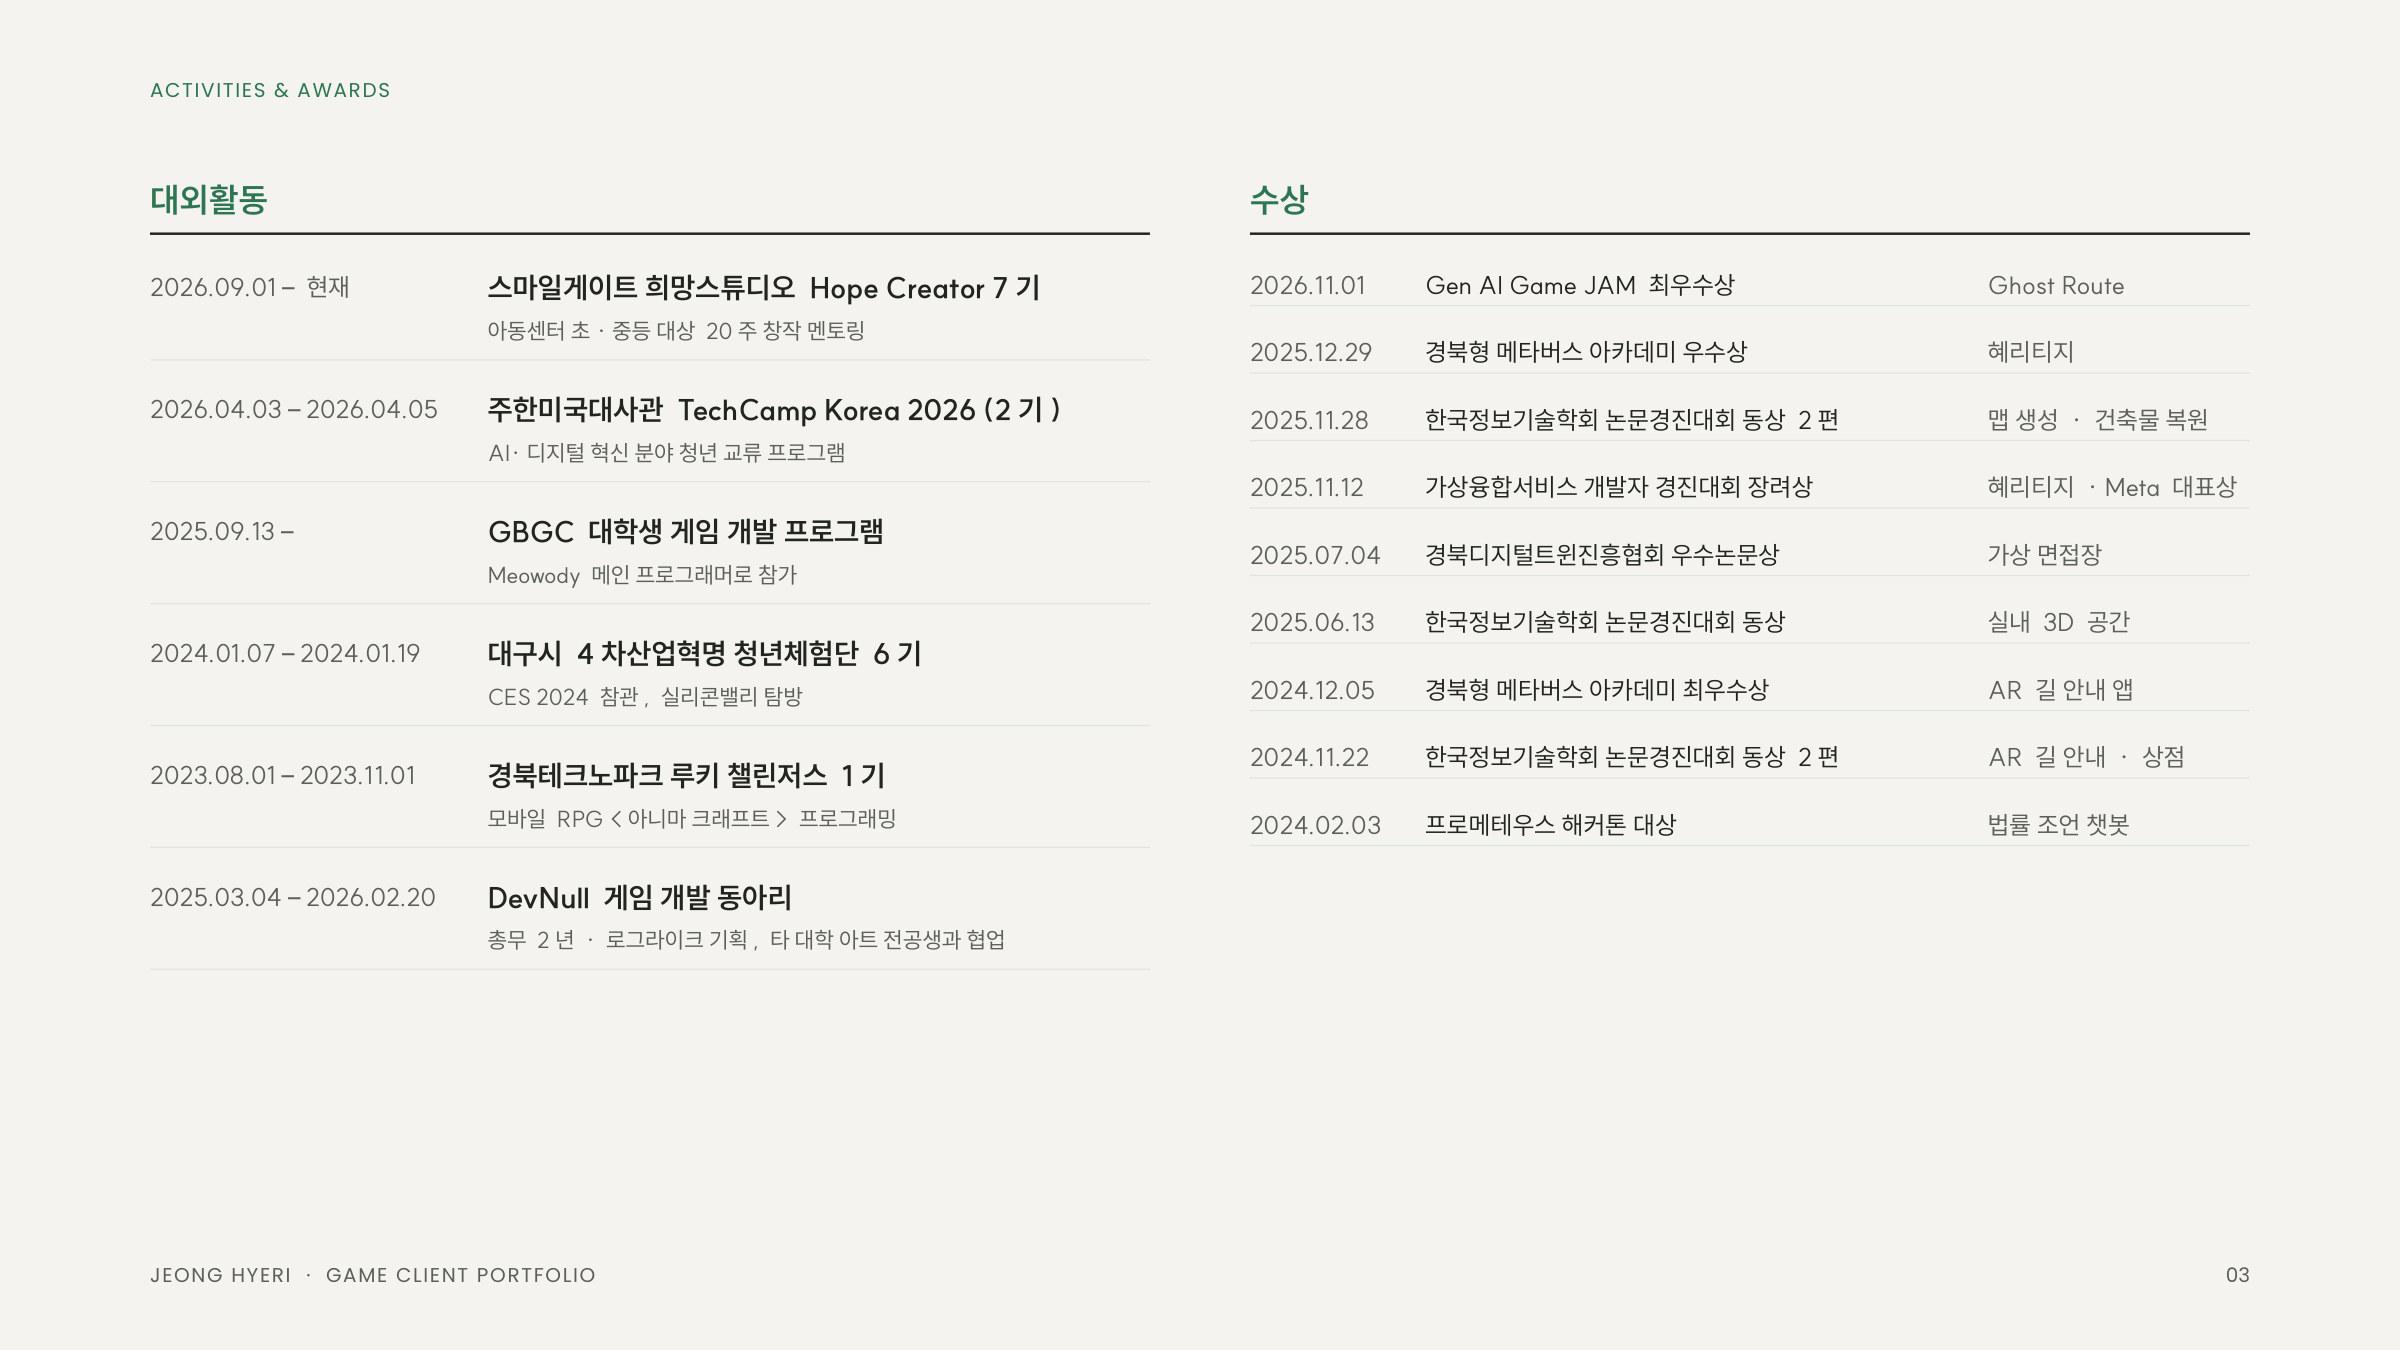 ACTIVITIES & AWARDS
대외활동
2026.09.01 – 현재 스마일게이트 희망스튜디오 Hope Creator 7 기
아동센터 초 · 중등 대상 20 주 창작 멘토링
2026.04.03 – 2026.04.05 주한미국대사관 TechCamp Korea 2026 (2 기 )
AI· 디지털 혁신 분야 청년 교류 프로그램
2025.09.13 – GBGC 대학생 게임 개발 프로그램
Meowody 메인 프로그래머로 참가
2024.01.07 – 2024.01.19 대구시 4 차산업혁명 청년체험단 6 기
CES 2024 참관 , 실리콘밸리 탐방
2023.08.01 – 2023.11.01 경북테크노파크 루키 챌린저스 1 기
모바일 RPG < 아니마 크래프트 > 프로그래밍
2025.03.04 – 2026.02.20 DevNull 게임 개발 동아리
총무 2 년 · 로그라이크 기획 , 타 대학 아트 전공생과 협업
수상
2026.11.01 Gen AI Game JAM 최우수상 Ghost Route
2025.12.29 경북형 메타버스 아카데미 우수상 헤리티지
2025.11.28 한국정보기술학회 논문경진대회 동상 2 편 맵 생성 · 건축물 복원
2025.11.12 가상융합서비스 개발자 경진대회 장려상 헤리티지 · Meta 대표상
2025.07.04 경북디지털트윈진흥협회 우수논문상 가상 면접장
2025.06.13 한국정보기술학회 논문경진대회 동상 실내 3D 공간
2024.12.05 경북형 메타버스 아카데미 최우수상 AR 길 안내 앱
2024.11.22 한국정보기술학회 논문경진대회 동상 2 편 AR 길 안내 · 상점
2024.02.03 프로메테우스 해커톤 대상 법률 조언 챗봇
JEONG HYERI · GAME CLIENT PORTFOLIO
03